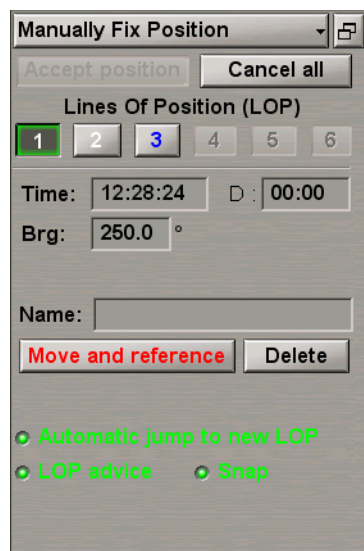 Manually Fix Position
Accept position Cancel all
Lines Of Position (LOP)
1 2 3 4 5 6
Time: 12:28:24 D: 00:00
Brg: 250.0 °
Name:
Move and reference Delete
Automatic jump to new LOP
LOP advice Snap